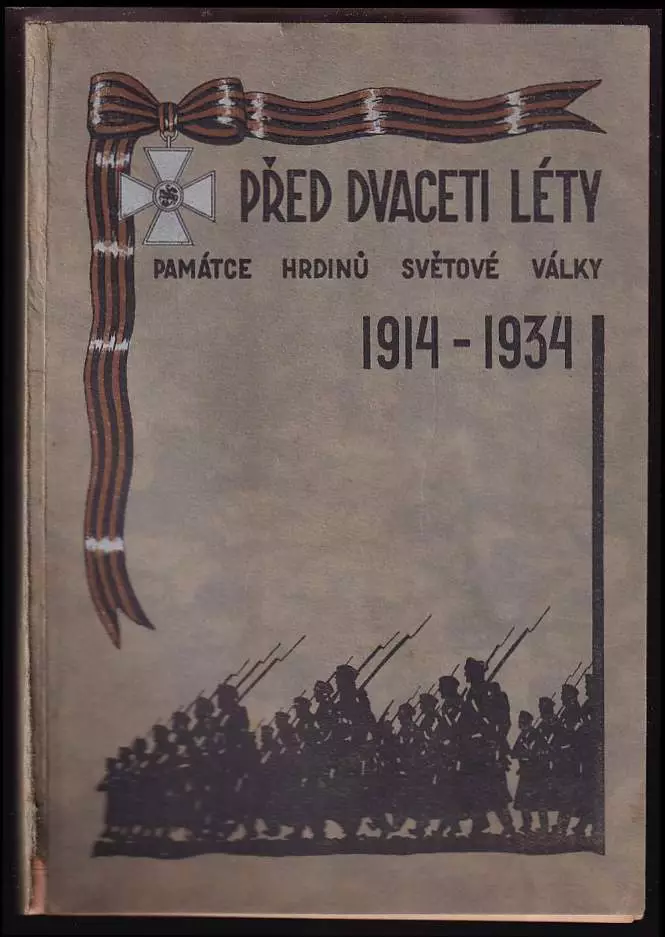 PŘED DVACETI LÉTY
PAMÁTCE HRDINŮ SVĚTOVÉ VÁLKY
1914 - 1934